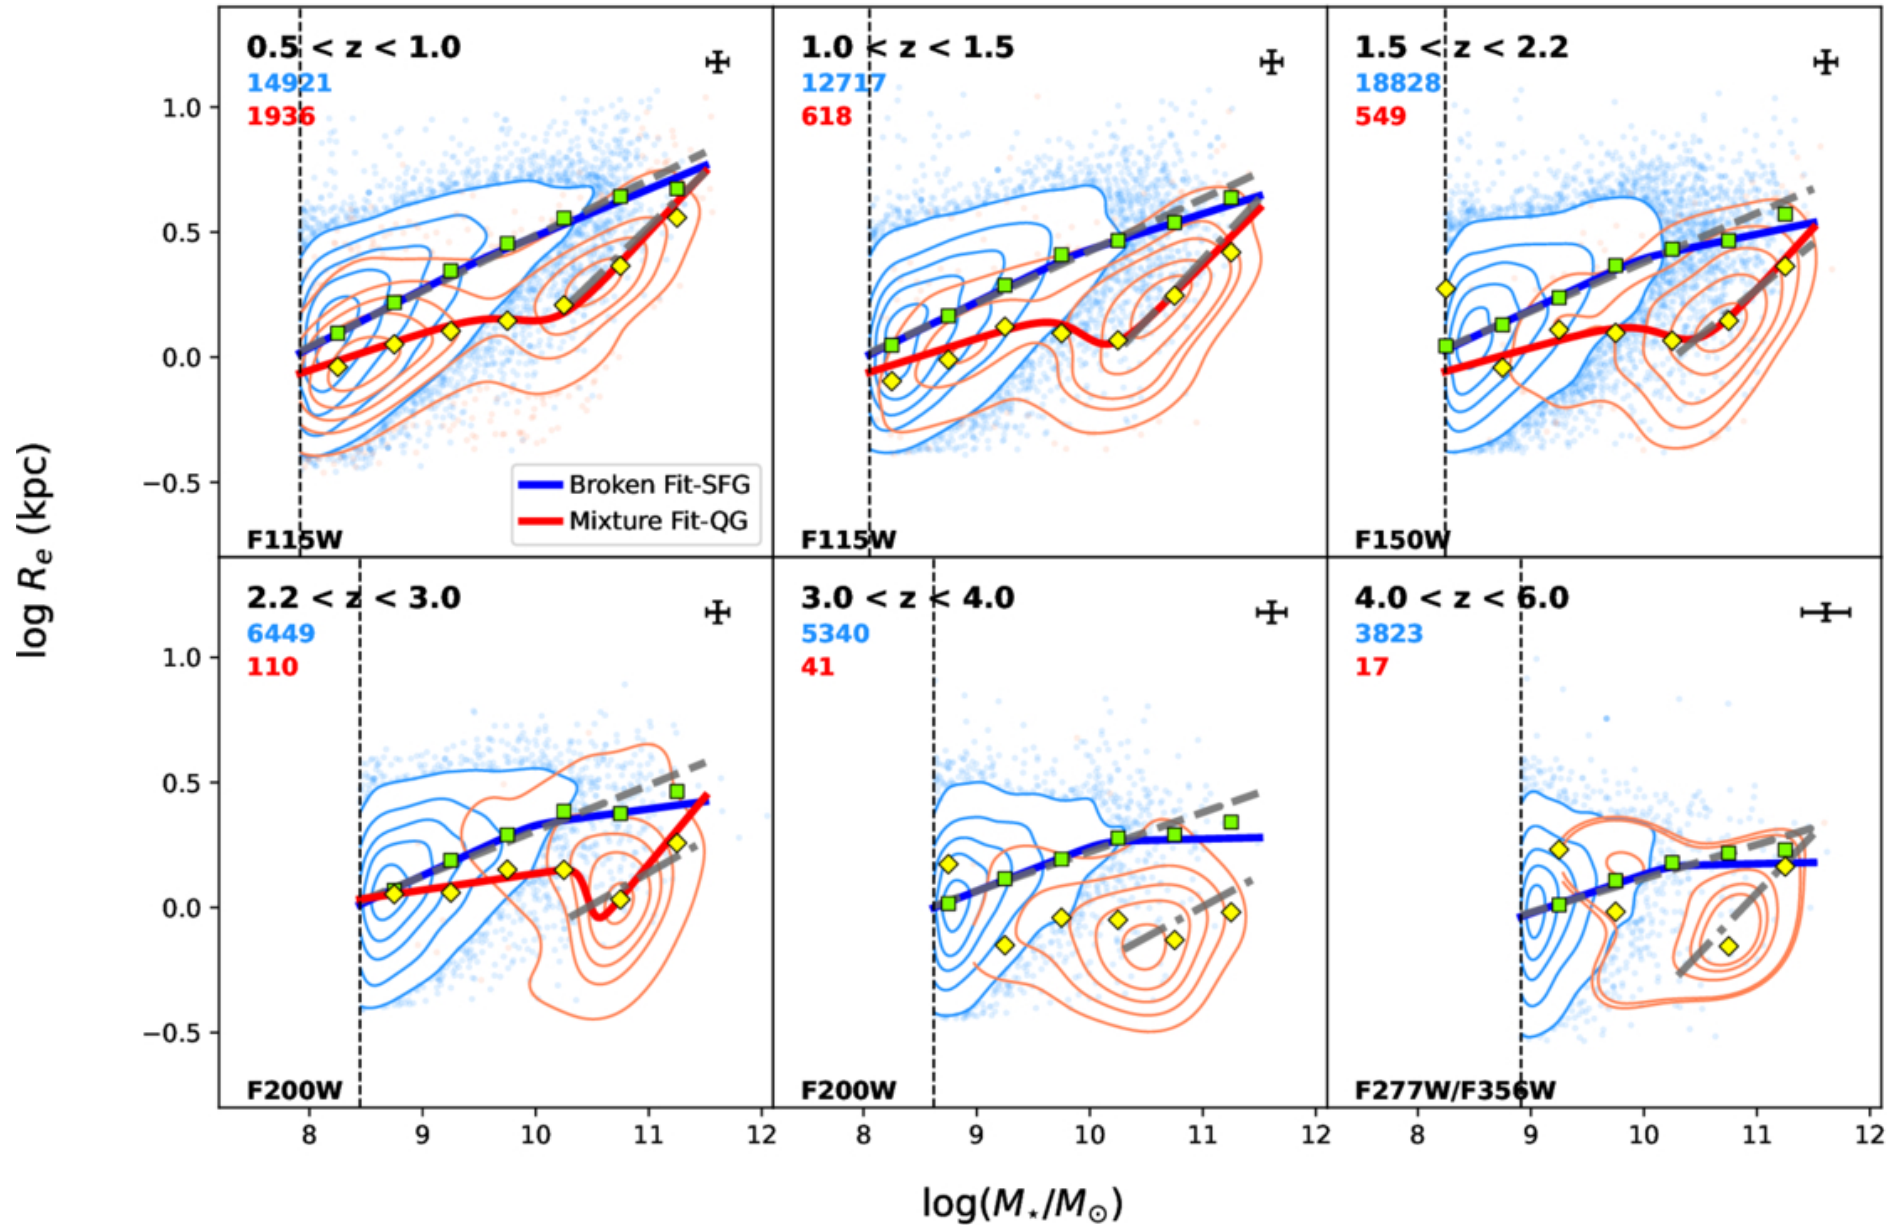 0.5 < z < 1.0
14921
1936
F115W
Broken Fit-SFG
Mixture Fit-QG
1.0 < z < 1.5
12717
618
F115W
1.5 < z < 2.2
18828
549
F150W
1.0
0.5
0.0
−0.5
log Re (kpc)
2.2 < z < 3.0
6449
110
F200W
3.0 < z < 4.0
5340
41
F200W
4.0 < z < 6.0
3823
17
F277W/F356W
1.0
0.5
0.0
−0.5
8 9 10 11 12
8 9 10 11 12
8 9 10 11 12
log(M⋆/M⊙)